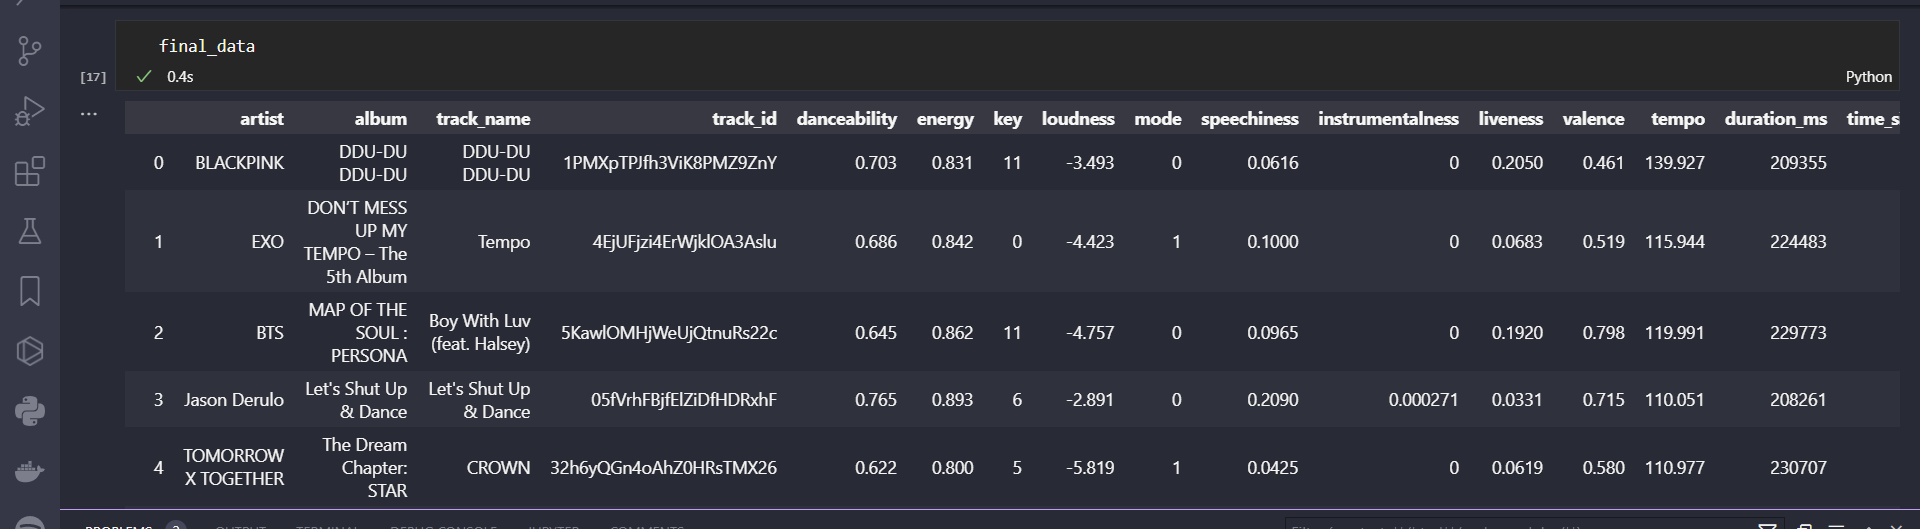 final_data
[17] 0.4s Python
artist album track_name track_id danceability energy key loudness mode speechiness instrumentalness liveness valence tempo duration_ms time_s
0 BLACKPINK DDU-DU DDU-DU DDU-DU DDU-DU 1PMXpTPJfh3ViK8PMZ9ZnY 0.703 0.831 11 -3.493 0 0.0616 0 0.2050 0.461 139.927 209355
1 EXO DON’T MESS UP MY TEMPO – The 5th Album Tempo 4EjUFjzi4ErWjklOA3Aslu 0.686 0.842 0 -4.423 1 0.1000 0 0.0683 0.519 115.944 224483
2 BTS MAP OF THE SOUL : PERSONA Boy With Luv (feat. Halsey) 5KawlOMHjWeUjQtnuRs22c 0.645 0.862 11 -4.757 0 0.0965 0 0.1920 0.798 119.991 229773
3 Jason Derulo Let's Shut Up & Dance Let's Shut Up & Dance 05fVrhFBjfElZiDfHDRxhF 0.765 0.893 6 -2.891 0 0.2090 0.000271 0.0331 0.715 110.051 208261
4 TOMORROW X TOGETHER The Dream Chapter: STAR CROWN 32h6yQGn4oAhZ0HRsTMX26 0.622 0.800 5 -5.819 1 0.0425 0 0.0619 0.580 110.977 230707
PROBLEMS OUTPUT TERMINAL DEBUG CONSOLE JUPYTER COMMENTS